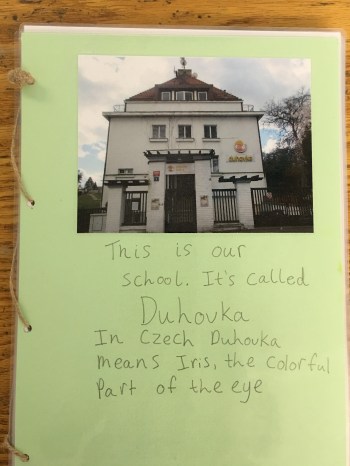 This is our
school. It's called
Duhovka
In Czech Duhovka
means Iris, the colorful
Part of the eye